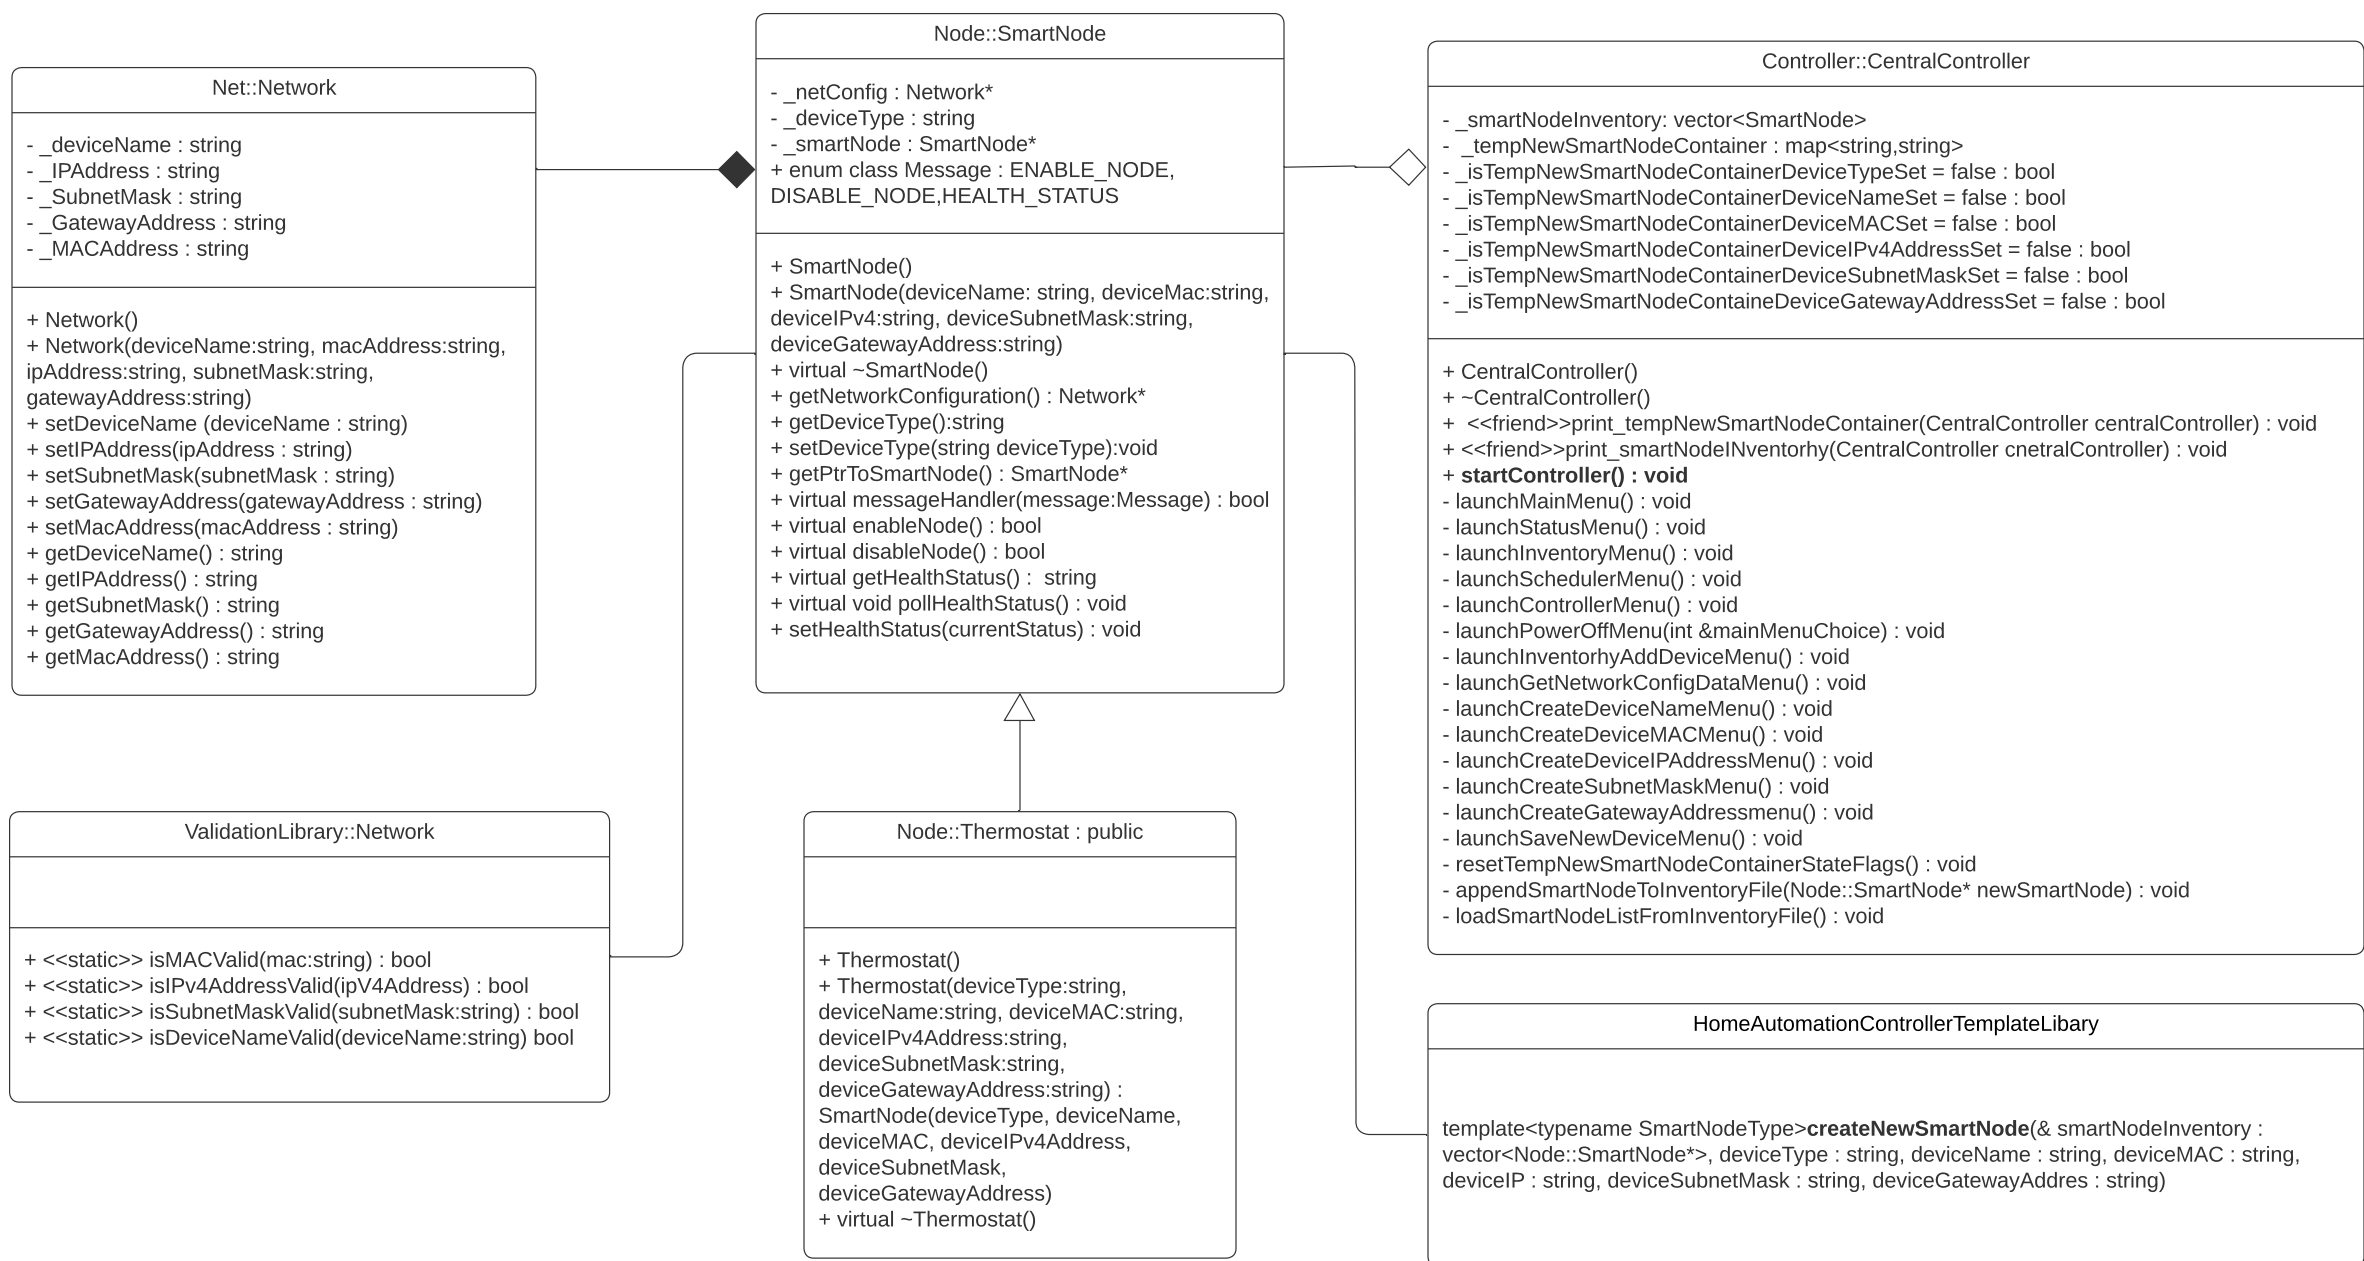 Net::Network
- _deviceName : string
- _IPAddress : string
- _SubnetMask : string
- _GatewayAddress : string
- _MACAddress : string
+ Network()
+ Network(deviceName:string, macAddress:string,
ipAddress:string, subnetMask:string,
gatewayAddress:string)
+ setDeviceName (deviceName : string)
+ setIPAddress(ipAddress : string)
+ setSubnetMask(subnetMask : string)
+ setGatewayAddress(gatewayAddress : string)
+ setMacAddress(macAddress : string)
+ getDeviceName() : string
+ getIPAddress() : string
+ getSubnetMask() : string
+ getGatewayAddress() : string
+ getMacAddress() : string
Node::SmartNode
- _netConfig : Network*
- _deviceType : string
- _smartNode : SmartNode*
+ enum class Message : ENABLE_NODE,
DISABLE_NODE,HEALTH_STATUS
+ SmartNode()
+ SmartNode(deviceName: string, deviceMac:string,
deviceIPv4:string, deviceSubnetMask:string,
deviceGatewayAddress:string)
+ virtual ~SmartNode()
+ getNetworkConfiguration() : Network*
+ getDeviceType():string
+ setDeviceType(string deviceType):void
+ getPtrToSmartNode() : SmartNode*
+ virtual messageHandler(message:Message) : bool
+ virtual enableNode() : bool
+ virtual disableNode() : bool
+ virtual getHealthStatus() :  string
+ virtual void pollHealthStatus() : void
+ setHealthStatus(currentStatus) : void
Controller::CentralController
- _smartNodeInventory: vector<SmartNode>
-  _tempNewSmartNodeContainer : map<string,string>
- _isTempNewSmartNodeContainerDeviceTypeSet = false : bool
- _isTempNewSmartNodeContainerDeviceNameSet = false : bool
- _isTempNewSmartNodeContainerDeviceMACSet = false : bool
- _isTempNewSmartNodeContainerDeviceIPv4AddressSet = false : bool
- _isTempNewSmartNodeContainerDeviceSubnetMaskSet = false : bool
- _isTempNewSmartNodeContaineDeviceGatewayAddressSet = false : bool
+ CentralController()
+ ~CentralController()
+  <<friend>>print_tempNewSmartNodeContainer(CentralController centralController) : void
+ <<friend>>print_smartNodeINventorhy(CentralController cnetralController) : void
+ startController() : void
- launchMainMenu() : void
- launchStatusMenu() : void
- launchInventoryMenu() : void
- launchSchedulerMenu() : void
- launchControllerMenu() : void
- launchPowerOffMenu(int &mainMenuChoice) : void
- launchInventorhyAddDeviceMenu() : void
- launchGetNetworkConfigDataMenu() : void
- launchCreateDeviceNameMenu() : void
- launchCreateDeviceMACMenu() : void
- launchCreateDeviceIPAddressMenu() : void
- launchCreateSubnetMaskMenu() : void
- launchCreateGatewayAddressmenu() : void
- launchSaveNewDeviceMenu() : void
- resetTempNewSmartNodeContainerStateFlags() : void
- appendSmartNodeToInventoryFile(Node::SmartNode* newSmartNode) : void
- loadSmartNodeListFromInventoryFile() : void
ValidationLibrary::Network
+ <<static>> isMACValid(mac:string) : bool
+ <<static>> isIPv4AddressValid(ipV4Address) : bool
+ <<static>> isSubnetMaskValid(subnetMask:string) : bool
+ <<static>> isDeviceNameValid(deviceName:string) bool
Node::Thermostat : public
+ Thermostat()
+ Thermostat(deviceType:string,
deviceName:string, deviceMAC:string,
deviceIPv4Address:string,
deviceSubnetMask:string,
deviceGatewayAddress:string) :
SmartNode(deviceType, deviceName,
deviceMAC, deviceIPv4Address,
deviceSubnetMask,
deviceGatewayAddress)
+ virtual ~Thermostat()
HomeAutomationControllerTemplateLibary
template<typename SmartNodeType>createNewSmartNode(& smartNodeInventory :
vector<Node::SmartNode*>, deviceType : string, deviceName : string, deviceMAC : string,
deviceIP : string, deviceSubnetMask : string, deviceGatewayAddres : string)